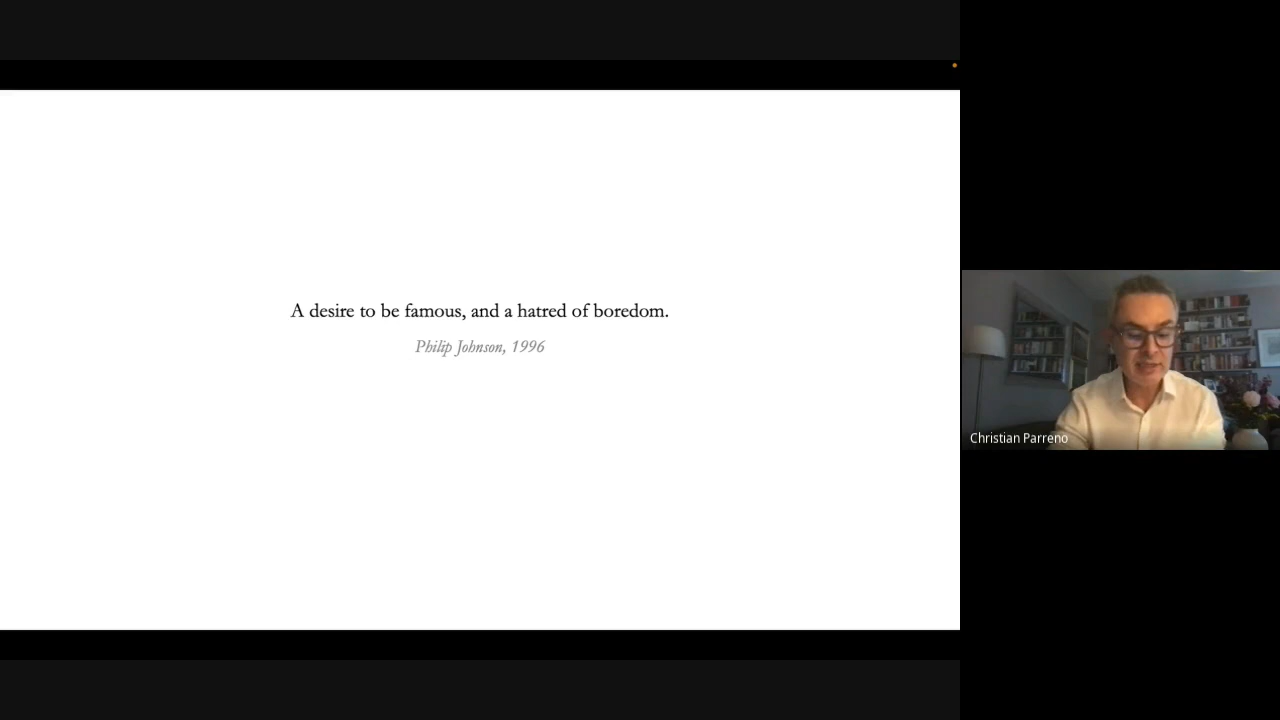 A desire to be famous, and a hatred of boredom.
Philip Johnson, 1996
Christian Parreno